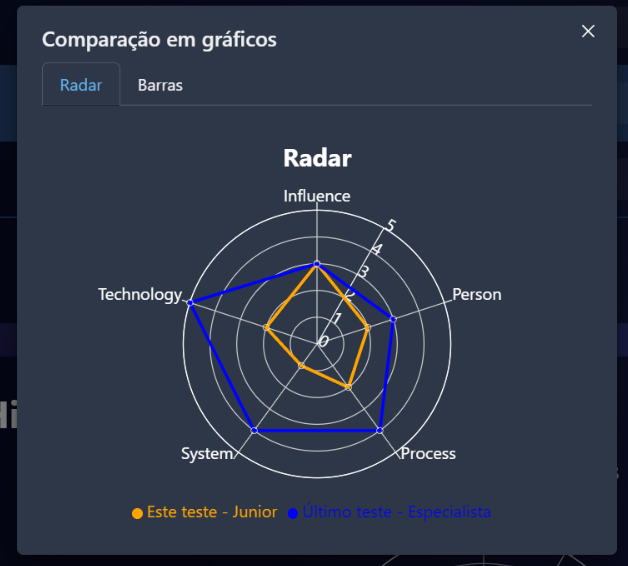 Comparação em gráficos
Radar
Barras
Radar
Influence
5
4
3
2
1
0
Technology
Person
System
Process
Este teste - Junior
Último teste - Especialista